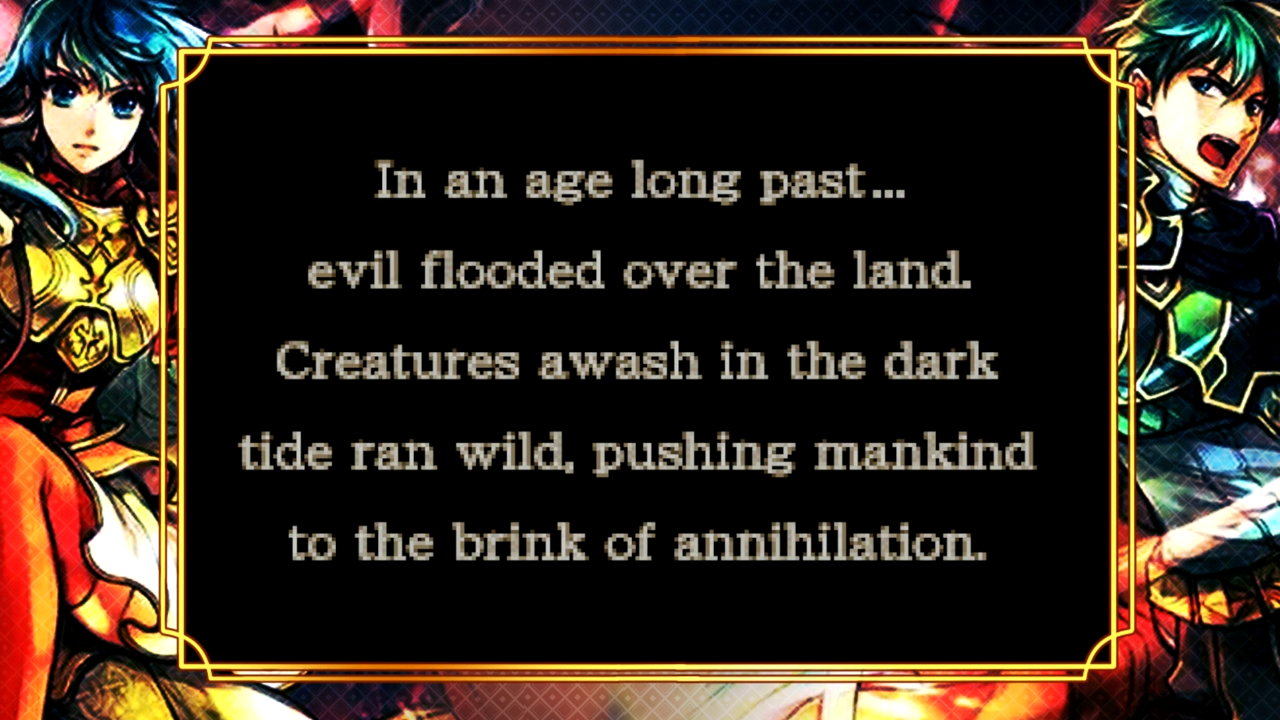 In an age long past...
evil flooded over the land.
Creatures awash in the dark
tide ran wild, pushing mankind
to the brink of annihilation.